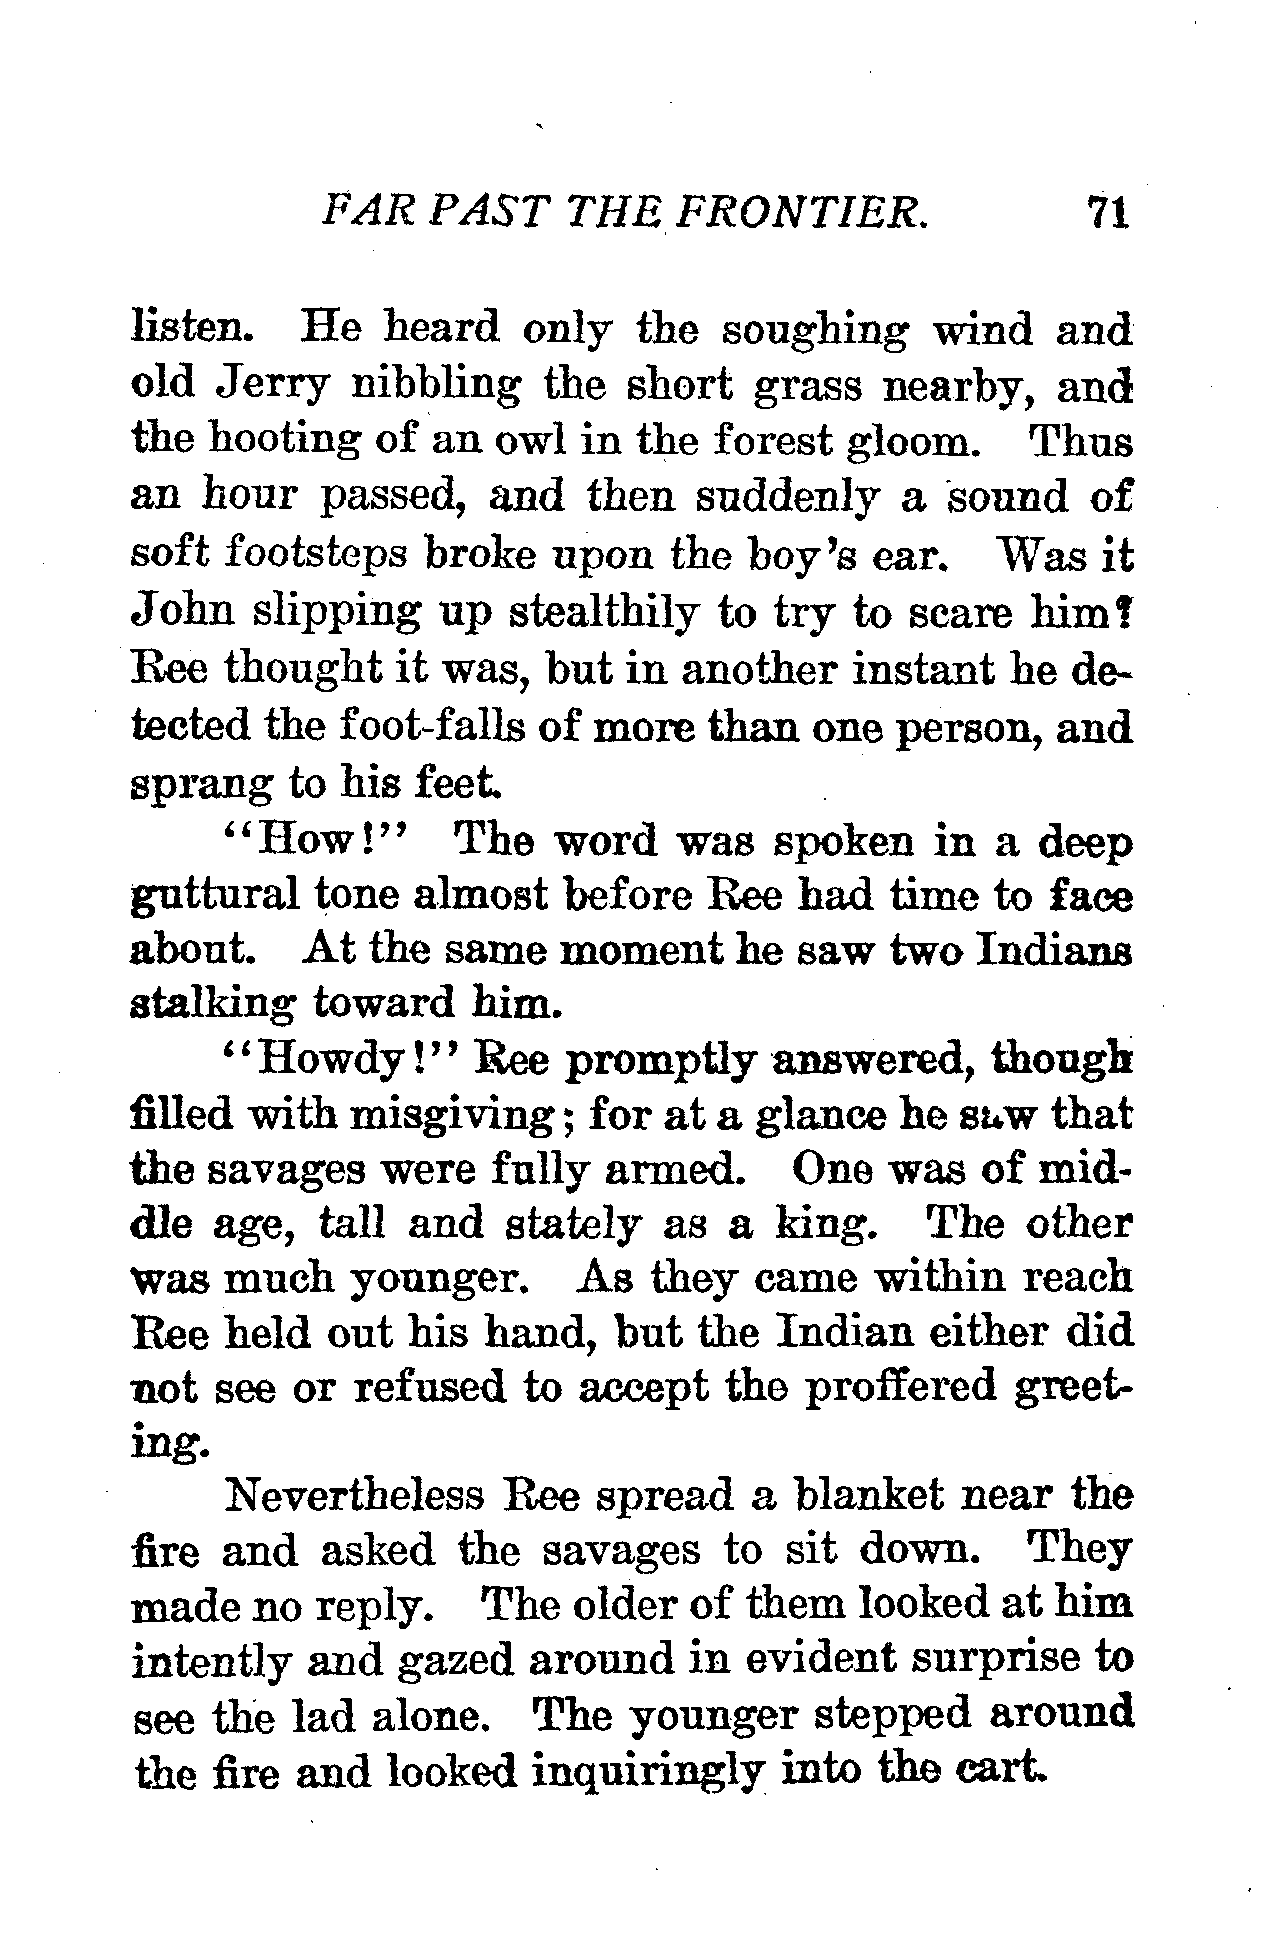 FAR PAST THE FRONTIER. 71
listen. He heard only the soughing wind and
old Jerry nibbling the short grass nearby, and
the hooting of an owl in the forest gloom. Thus
an hour passed, and then suddenly a sound of
soft footsteps broke upon the boy's ear. Was it
John slipping up stealthily to try to scare him?
Ree thought it was, but in another instant he de-
tected the foot-falls of more than one person, and
sprang to his feet.
"How!" The word was spoken in a deep
guttural tone almost before Ree had time to face
about. At the same moment he saw two Indians
stalking toward him.
"Howdy!" Ree promptly answered, though
filled with misgiving; for at a glance he saw that
the savages were fully armed. One was of mid-
dle age, tall and stately as a king. The other
was much younger. As they came within reach
Ree held out his hand, but the Indian either did
not see or refused to accept the proffered greet-
ing.
Nevertheless Ree spread a blanket near the
fire and asked the savages to sit down. They
made no reply. The older of them looked at him
intently and gazed around in evident surprise to
see the lad alone. The younger stepped around
the fire and looked inquiringly into the cart.